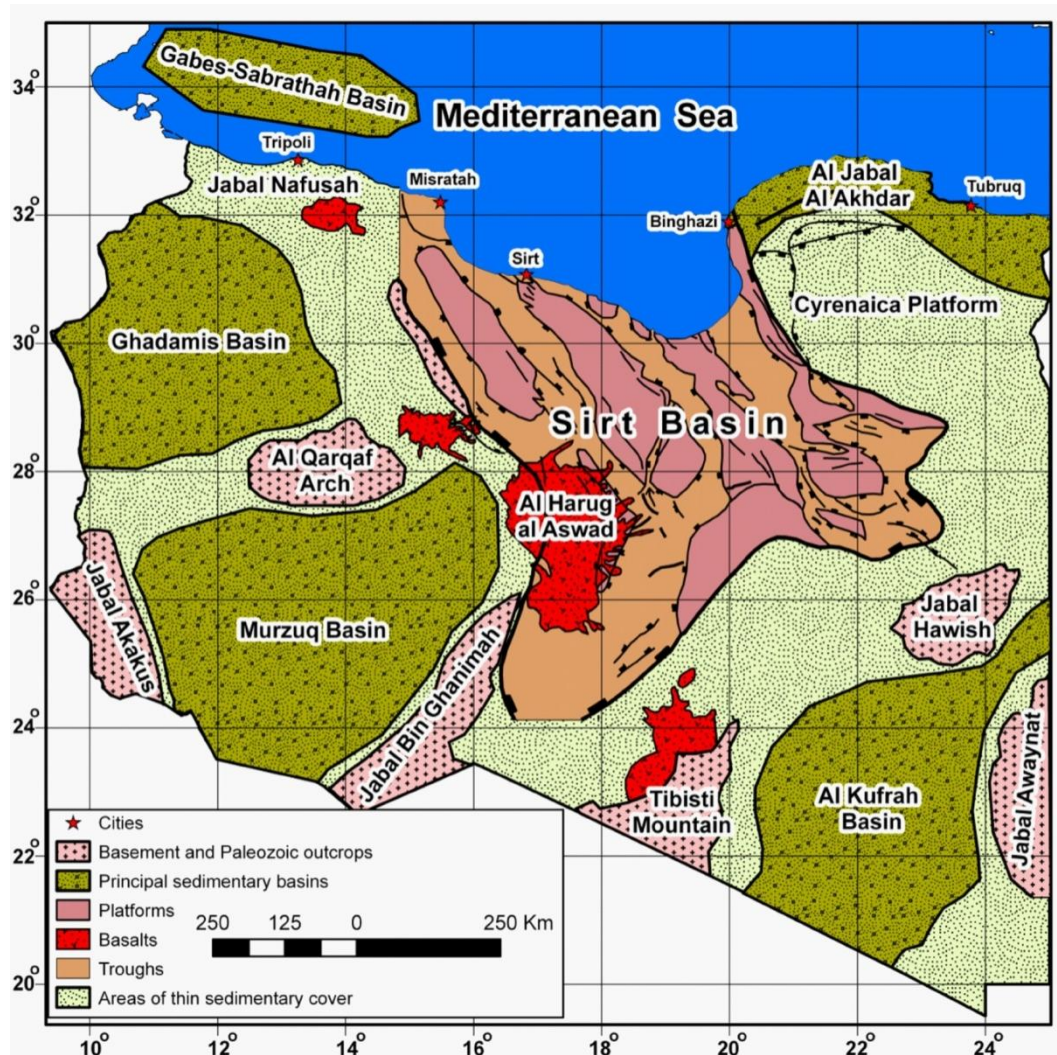 Gabes-Sabrathah Basin
34°
Mediterranean Sea
Tripoli
Jabal Nafusah
Misratah
Al Jabal
Al Akhdar
Tubruq
32°
Binghazi
Sirt
Cyrenaica Platform
30°
Ghadamis Basin
Sirt Basin
28°
Al Qarqaf
Arch
Al Harug
al Aswad
26°
Jabal Akakus
Murzuq Basin
Jabal Bin Ghanimah
Jabal
Hawish
24°
Tibisti
Mountain
Al Kufrah
Basin
Jabal Awaynat
22°
20°
Cities
Basement and Paleozoic outcrops
Principal sedimentary basins
Platforms
Basalts
Troughs
Areas of thin sedimentary cover
250 125 0 250 Km
10° 12° 14° 16° 18° 20° 22° 24°